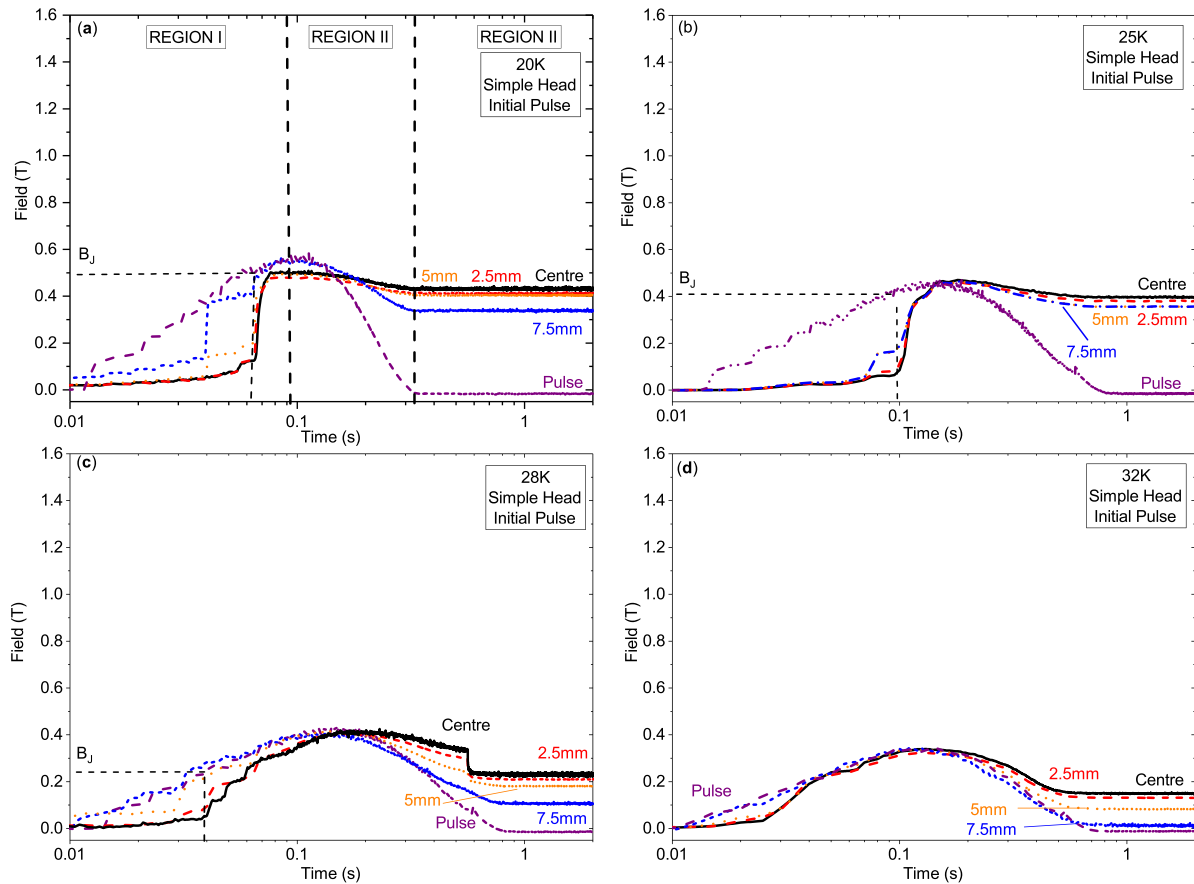 (a)
REGION I
REGION II
REGION II
20K
Simple Head
Initial Pulse
1.6
1.4
1.2
1.0
0.8
0.6
0.4
0.2
0.0
Field (T)
BJ
5mm
2.5mm
Centre
7.5mm
Pulse
0.01
0.1
1
Time (s)
(b)
25K
Simple Head
Initial Pulse
1.6
1.4
1.2
1.0
0.8
0.6
0.4
0.2
0.0
Field (T)
BJ
Centre
5mm
2.5mm
7.5mm
Pulse
0.01
0.1
1
Time (s)
(c)
28K
Simple Head
Initial Pulse
1.6
1.4
1.2
1.0
0.8
0.6
0.4
0.2
0.0
Field (T)
BJ
Centre
2.5mm
5mm
7.5mm
Pulse
0.01
0.1
1
Time (s)
(d)
32K
Simple Head
Initial Pulse
1.6
1.4
1.2
1.0
0.8
0.6
0.4
0.2
0.0
Field (T)
Pulse
2.5mm
Centre
5mm
7.5mm
0.01
0.1
1
Time (s)